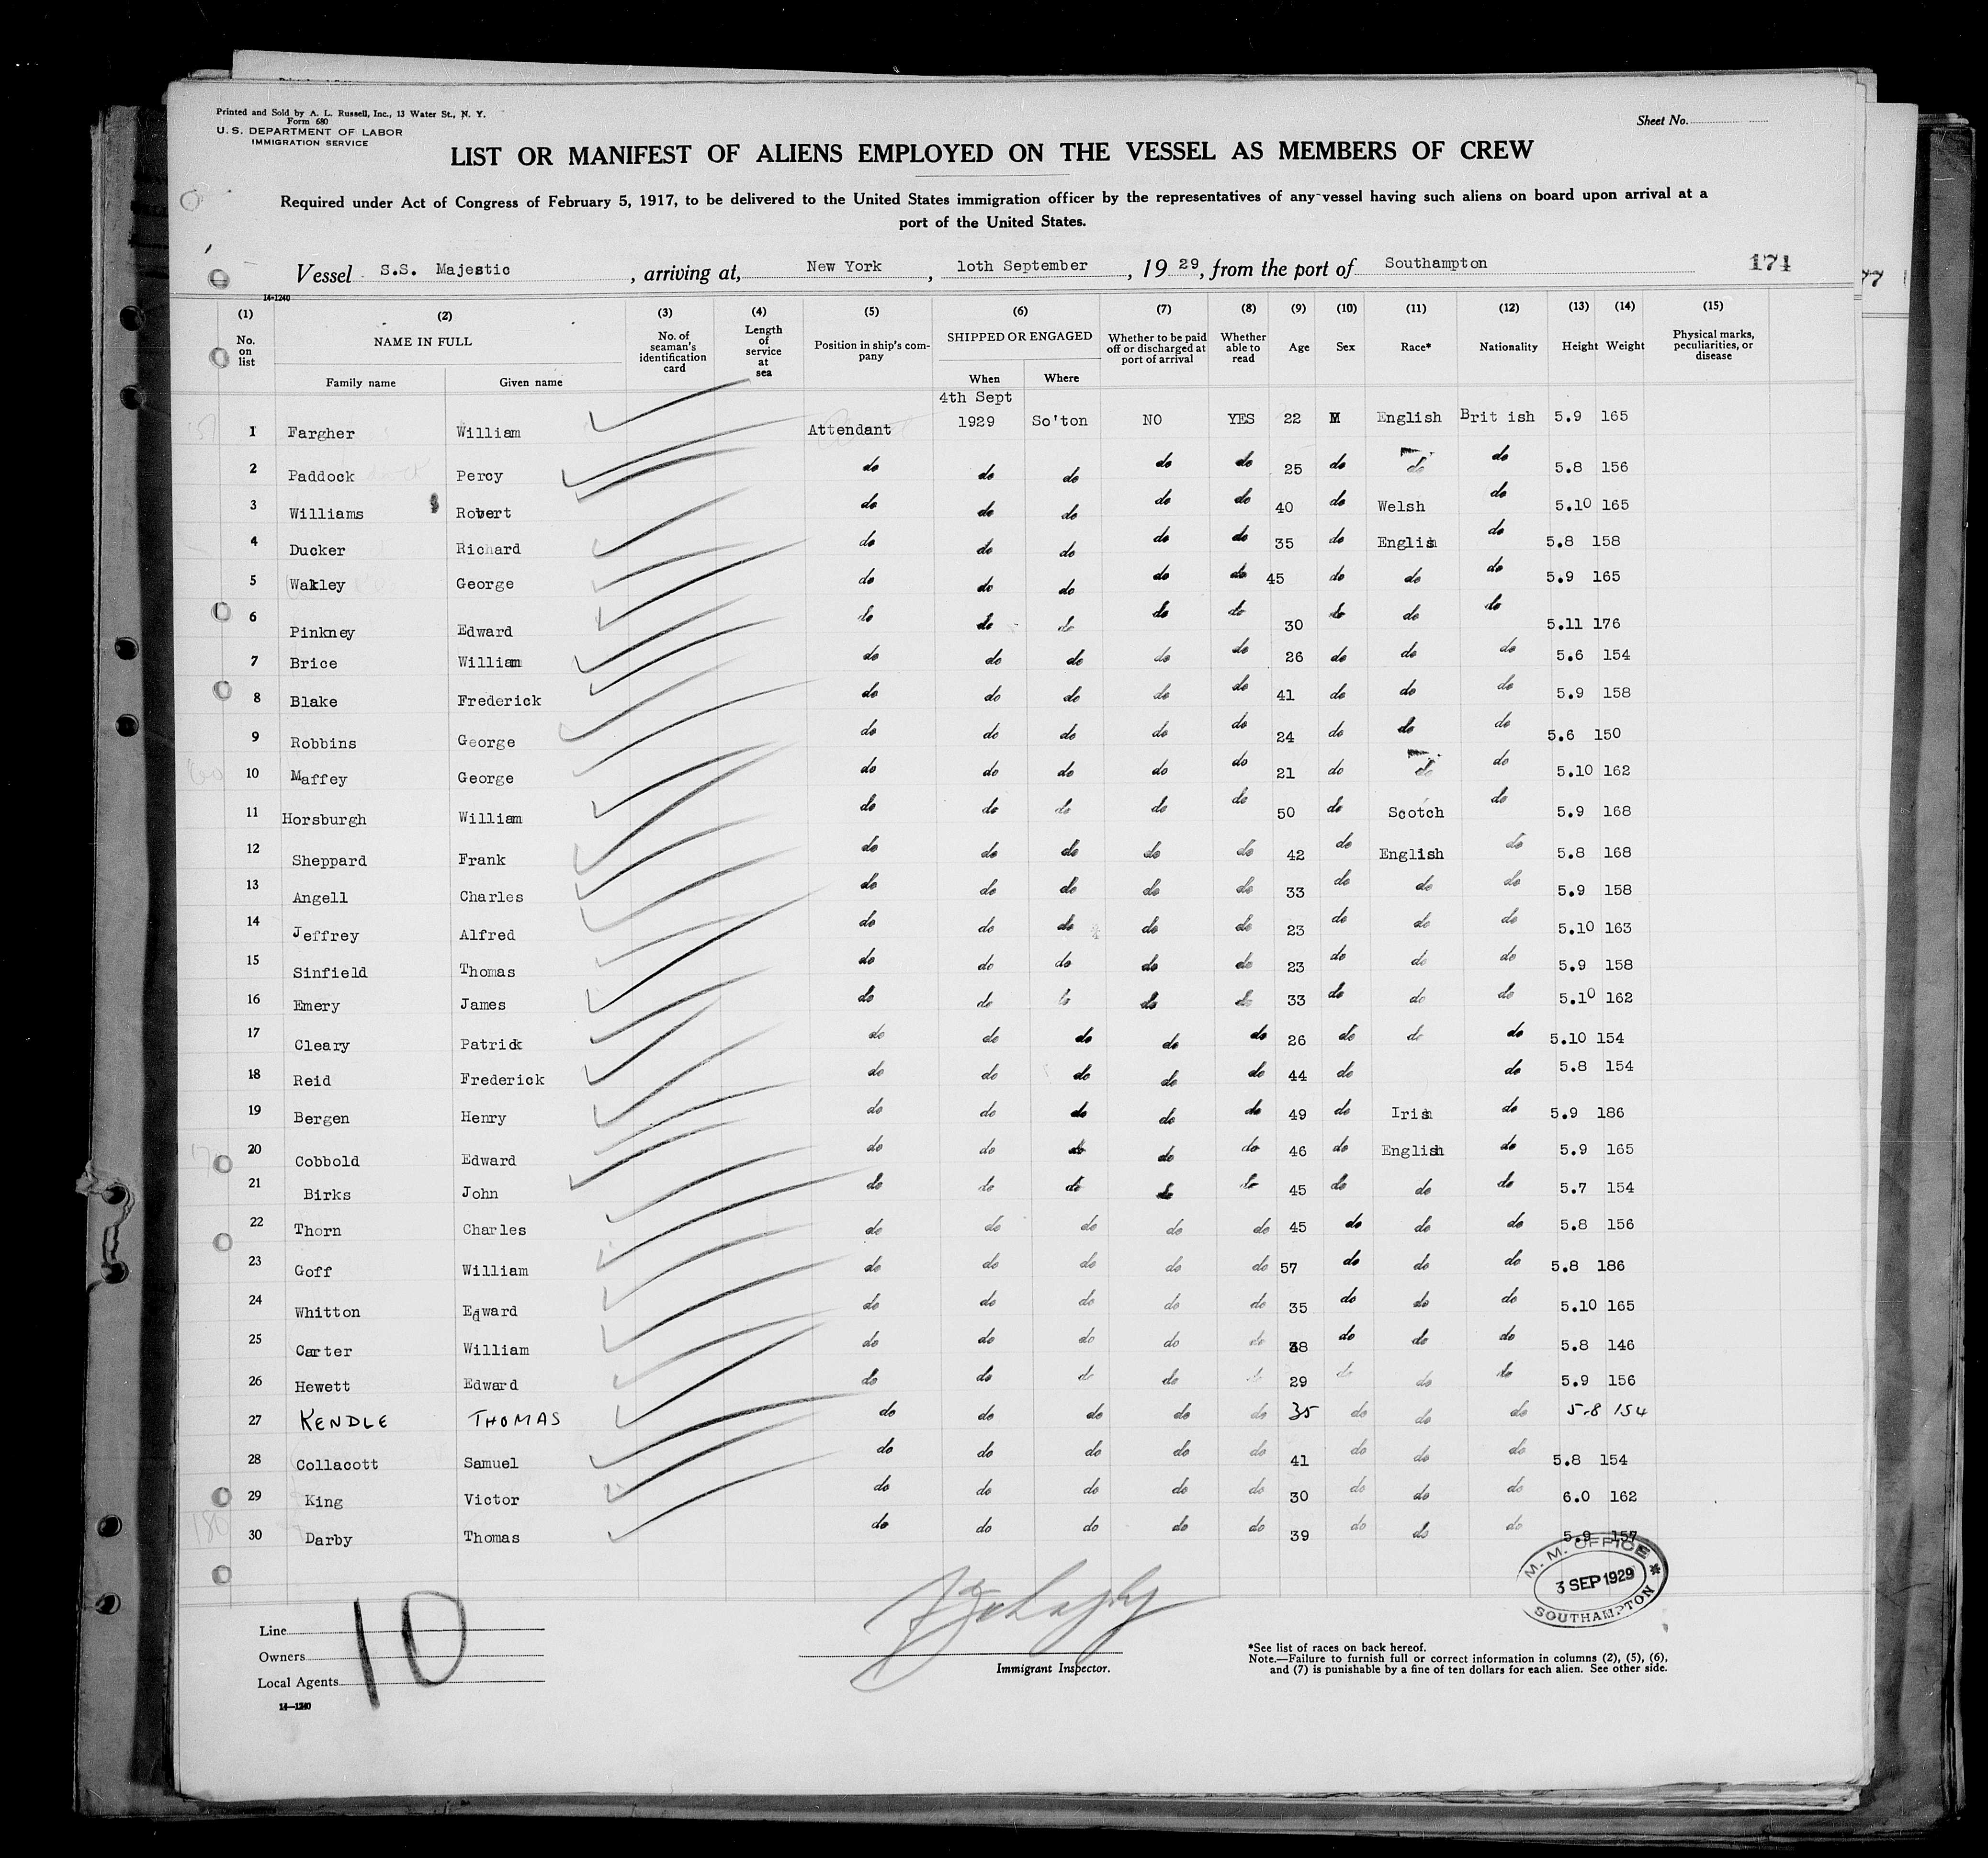 Printed and Sold by A. L. Russell, Inc., 13 Water St., N. Y.
Form 680
U. S. DEPARTMENT OF LABOR
IMMIGRATION SERVICE
Sheet No.
LIST OR MANIFEST OF ALIENS EMPLOYED ON THE VESSEL AS MEMBERS OF CREW
Required under Act of Congress of February 5, 1917, to be delivered to the United States immigration officer by the representatives of any vessel having such aliens on board upon arrival at a
port of the United States.
Vessel S.S. Majestic, arriving at, New York, 10th September, 1929, from the port of Southampton 174
77
14-1240
(1) (2) (3) (4) (5) (6) (7) (8) (9) (10) (11) (12) (13) (14) (15)
No. on list NAME IN FULL No. of seaman's identification card Length of service at sea Position in ship's company SHIPPED OR ENGAGED Whether to be paid off or discharged at port of arrival Whether able to read Age Sex Race* Nationality Height Weight Physical marks, peculiarities, or disease
Family name Given name When Where
4th Sept
1 Fargher William Attendant 1929 So'ton NO YES 22 M English Brit ish 5.9 165
2 Paddock Percy do do do do do 25 do do do 5.8 156
3 Williams Robert do do do do do 40 do Welsh do 5.10 165
4 Ducker Richard do do do do do 35 do English do 5.8 158
5 Wakley George do do do do do 45 do do do 5.9 165
6 Pinkney Edward do do do do do 30 do do do 5.11 176
7 Brice William do do do do do 26 do do do 5.6 154
8 Blake Frederick do do do do do 41 do do do 5.9 158
9 Robbins George do do do do do 24 do do do 5.6 150
10 Maffey George do do do do do 21 do do do 5.10 162
11 Horsburgh William do do do do do 50 do Scotch do 5.9 168
12 Sheppard Frank do do do do do 42 do English do 5.8 168
13 Angell Charles do do do do do 33 do do do 5.9 158
14 Jeffrey Alfred do do do do do 23 do do do 5.10 163
15 Sinfield Thomas do do do do do 23 do do do 5.9 158
16 Emery James do do do do do 33 do do do 5.10 162
17 Cleary Patrick do do do do do 26 do do do 5.10 154
18 Reid Frederick do do do do do 44 do do 5.8 154
19 Bergen Henry do do do do do 49 do Irish do 5.9 186
20 Cobbold Edward do do do do do 46 do English do 5.9 165
21 Birks John do do do do do 45 do do do 5.7 154
22 Thorn Charles do do do do do 45 do do do 5.8 156
23 Goff William do do do do do 57 do do do 5.8 186
24 Whitton Edward do do do do do 35 do do do 5.10 165
25 Carter William do do do do do 38 do do do 5.8 146
26 Hewett Edward do do do do do 29 do do do 5.9 156
27 KENDLE THOMAS do do do do do 35 do do do 5.8 154
28 Collacott Samuel do do do do do 41 do do do 5.8 154
29 King Victor do do do do do 30 do do do 6.0 162
30 Darby Thomas do do do do do 39 do do do 5.9 157
M. M. OFFICE
3 SEP 1929
SOUTHAMPTON
Line
Owners
Local Agents
10
14-1240
Immigrant Inspector.
*See list of races on back hereof.
Note.—Failure to furnish full or correct information in columns (2), (5), (6),
and (7) is punishable by a fine of ten dollars for each alien. See other side.